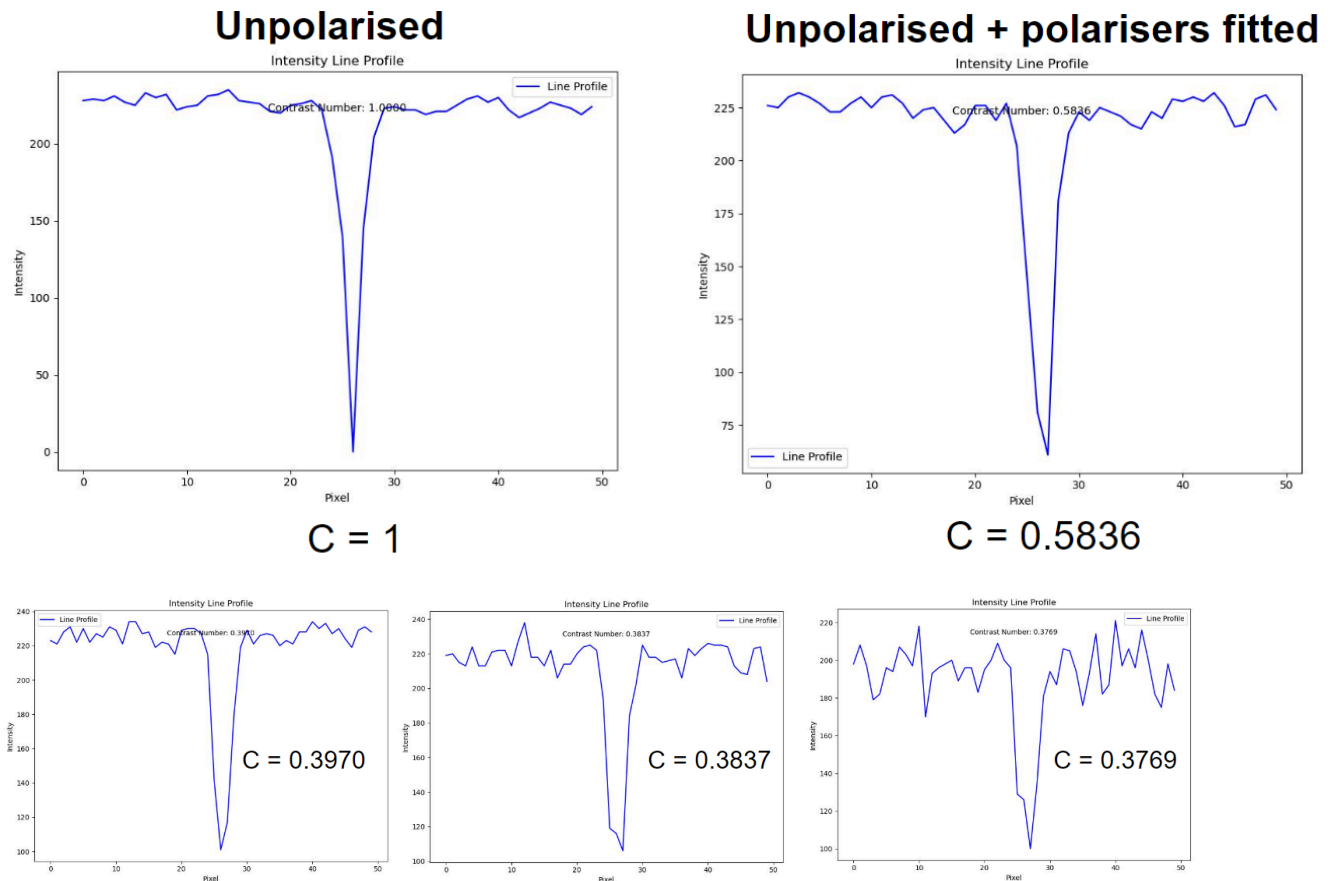 Unpolarised
Intensity Line Profile
Line Profile
Contrast Number: 1.0000
Intensity
200
150
100
50
0
0 10 20 30 40 50
Pixel
C = 1
Unpolarised + polarisers fitted
Intensity Line Profile
Contrast Number: 0.5836
Intensity
225
200
175
150
125
100
75
Line Profile
0 10 20 30 40 50
Pixel
C = 0.5836
Intensity Line Profile
Line Profile
Contrast Number: 0.3970
Intensity
240
220
200
180
160
140
120
100
C = 0.3970
0 10 20 30 40 50
Pixel
Intensity Line Profile
Line Profile
Contrast Number: 0.3837
Intensity
240
220
200
180
160
140
120
100
C = 0.3837
0 10 20 30 40 50
Pixel
Intensity Line Profile
Line Profile
Contrast Number: 0.3769
Intensity
220
200
180
160
140
120
100
C = 0.3769
0 10 20 30 40 50
Pixel